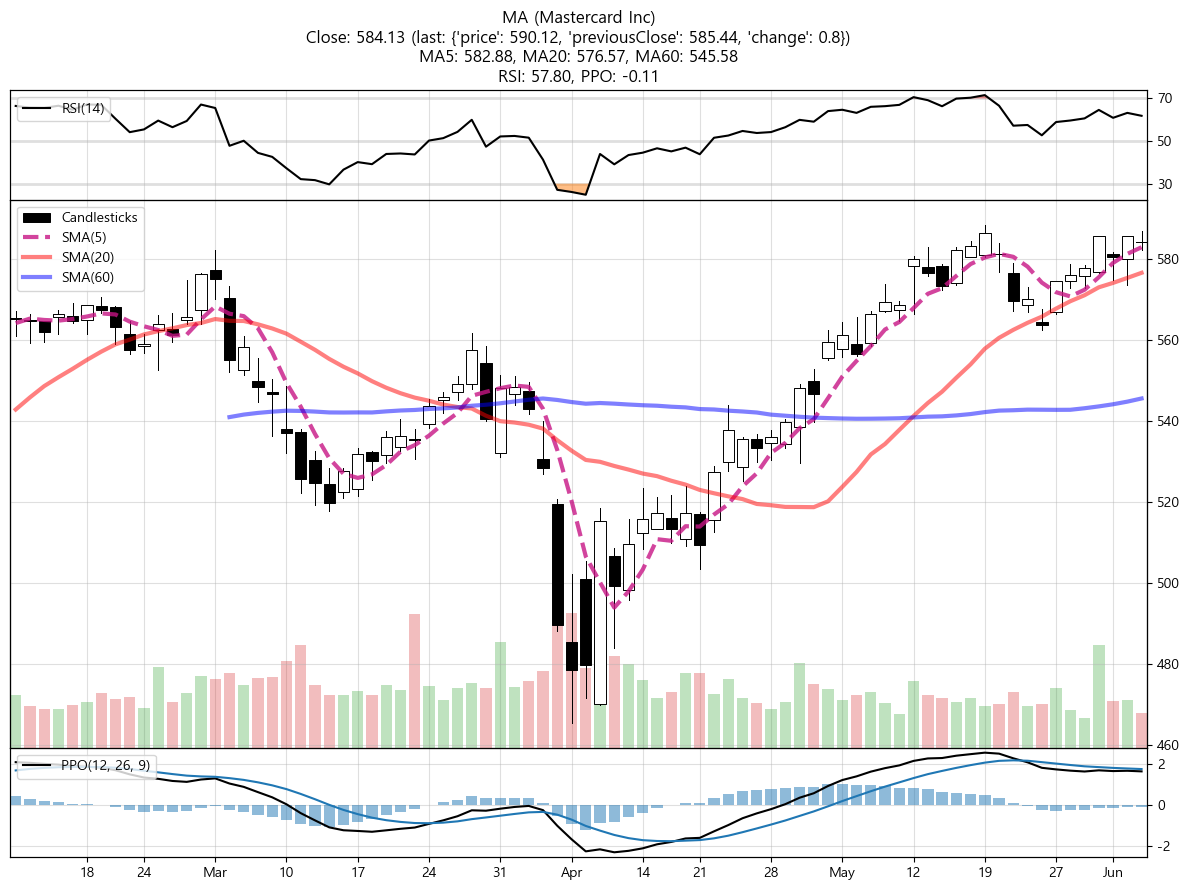 MA (Mastercard Inc)
Close: 584.13 (last: {'price': 590.12, 'previousClose': 585.44, 'change': 0.8})
MA5: 582.88, MA20: 576.57, MA60: 545.58
RSI: 57.80, PPO: -0.11
RSI(14)
70
50
30
Candlesticks
SMA(5)
SMA(20)
SMA(60)
580
560
540
520
500
480
460
PPO(12, 26, 9)
2
0
-2
18 24 Mar 10 17 24 31 Apr 14 21 28 May 12 19 27 Jun